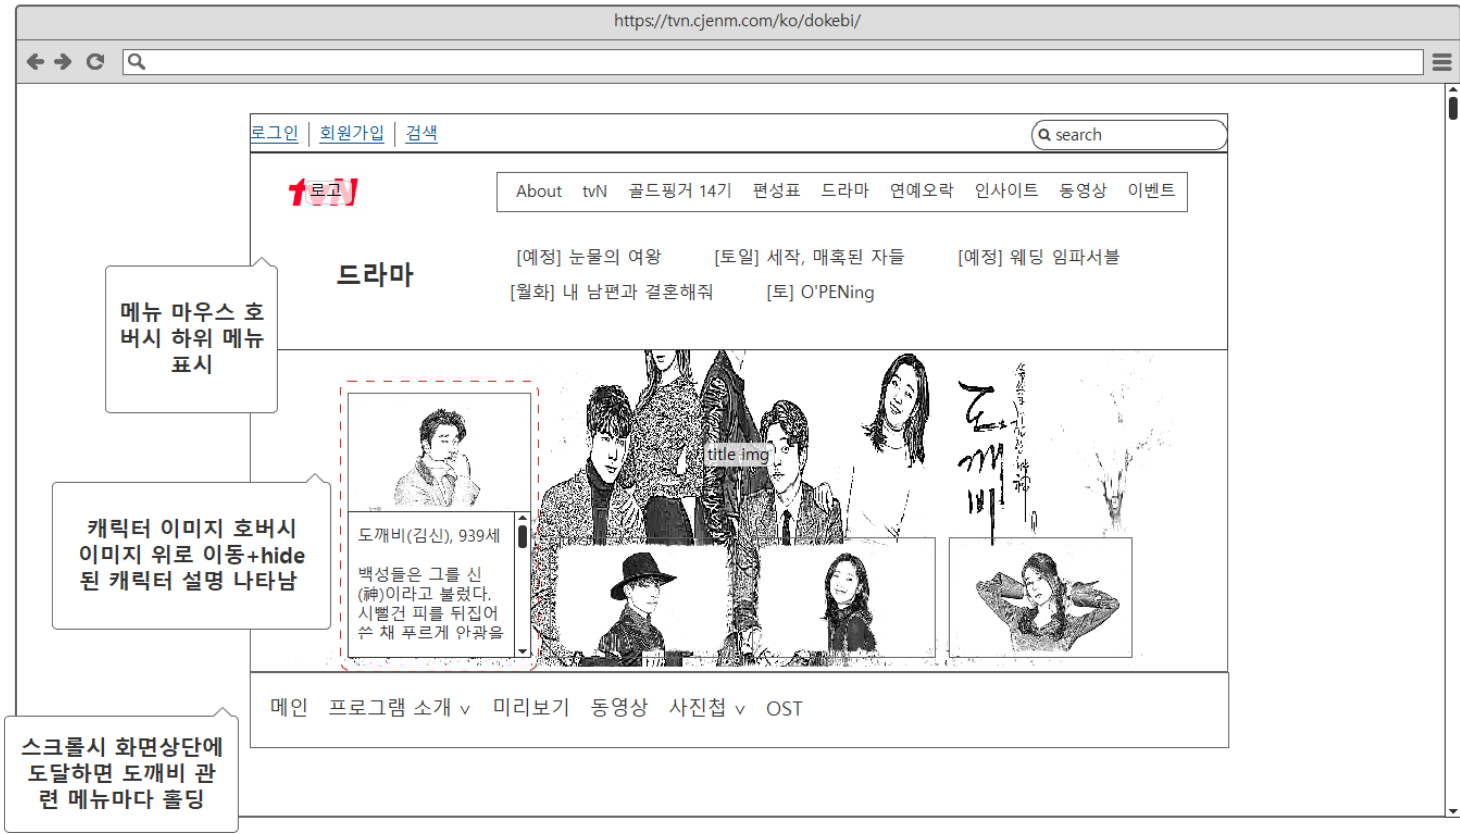 https://tvn.cjenm.com/ko/dokebi/
로그인 | 회원가입 | 검색
search
tvN
로고
About tvN 골드핑거 14기 편성표 드라마 연예오락 인사이트 동영상 이벤트
드라마
[예정] 눈물의 여왕 [토일] 세작, 매혹된 자들 [예정] 웨딩 임파서블
[월화] 내 남편과 결혼해줘 [토] O'PENing
메뉴 마우스 호
버시 하위 메뉴
표시
title img
도깨비
캐릭터 이미지 호버시
이미지 위로 이동+hide
된 캐릭터 설명 나타남
도깨비(김신), 939세
백성들은 그를 신
(神)이라고 불렀다.
시뻘건 피를 뒤집어
쓴 채 푸르게 안광을
메인 프로그램 소개 ∨ 미리보기 동영상 사진첩 ∨ OST
스크롤시 화면상단에
도달하면 도깨비 관
련 메뉴마다 홀딩